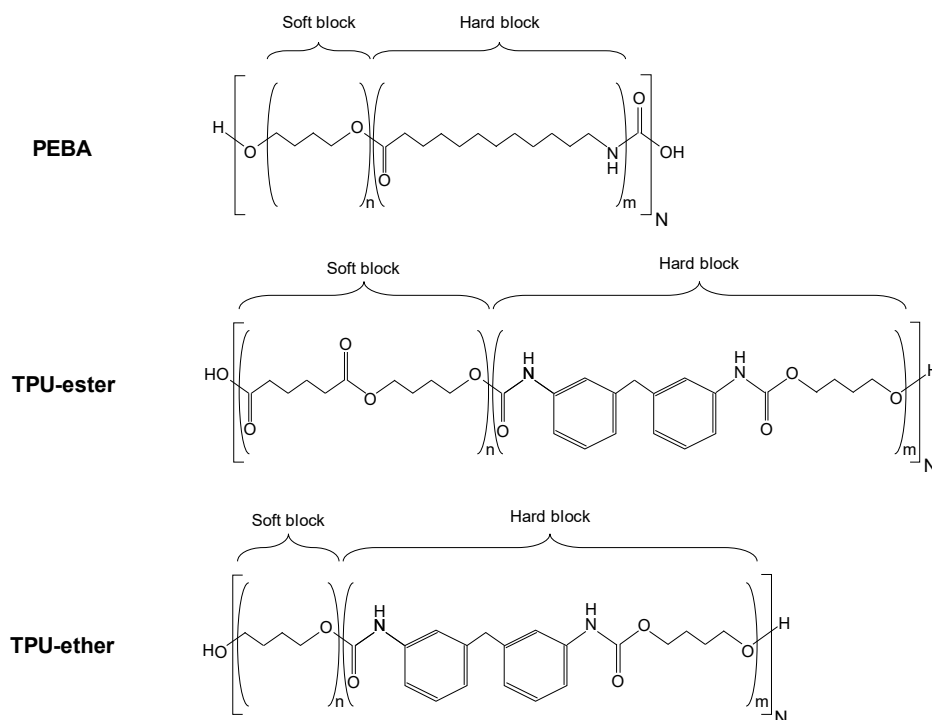 Soft block Hard block
PEBA
H O O O N H O OH n m N
Soft block Hard block
TPU-ester
HO O O O O O H N H N O O O H n m N
Soft block Hard block
TPU-ether
HO O O H N H N O O O H n m N